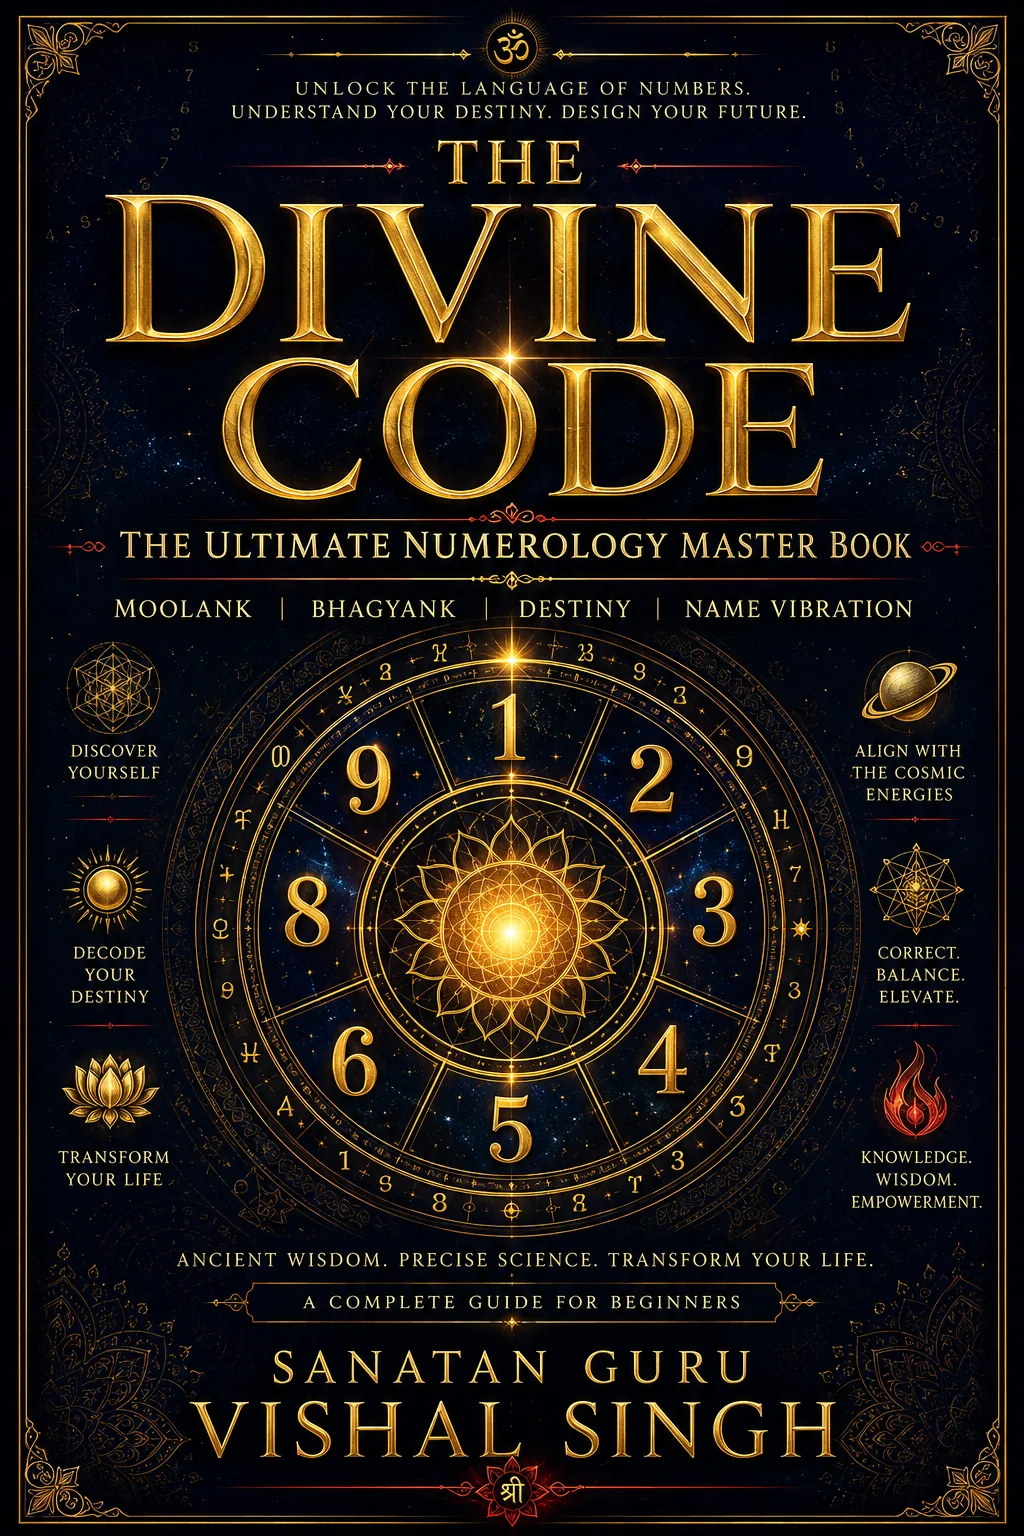 ॐ
UNLOCK THE LANGUAGE OF NUMBERS.
UNDERSTAND YOUR DESTINY. DESIGN YOUR FUTURE.
THE
DIVINE
CODE
THE ULTIMATE NUMEROLOGY MASTER BOOK
MOOLANK | BHAGYANK | DESTINY | NAME VIBRATION
DISCOVER
YOURSELF
DECODE
YOUR
DESTINY
TRANSFORM
YOUR LIFE
1
2
3
4
5
6
8
9
ALIGN WITH
THE COSMIC
ENERGIES
CORRECT.
BALANCE.
ELEVATE.
KNOWLEDGE.
WISDOM.
EMPOWERMENT.
ANCIENT WISDOM. PRECISE SCIENCE. TRANSFORM YOUR LIFE.
A COMPLETE GUIDE FOR BEGINNERS
SANATAN GURU
VISHAL SINGH
श्री